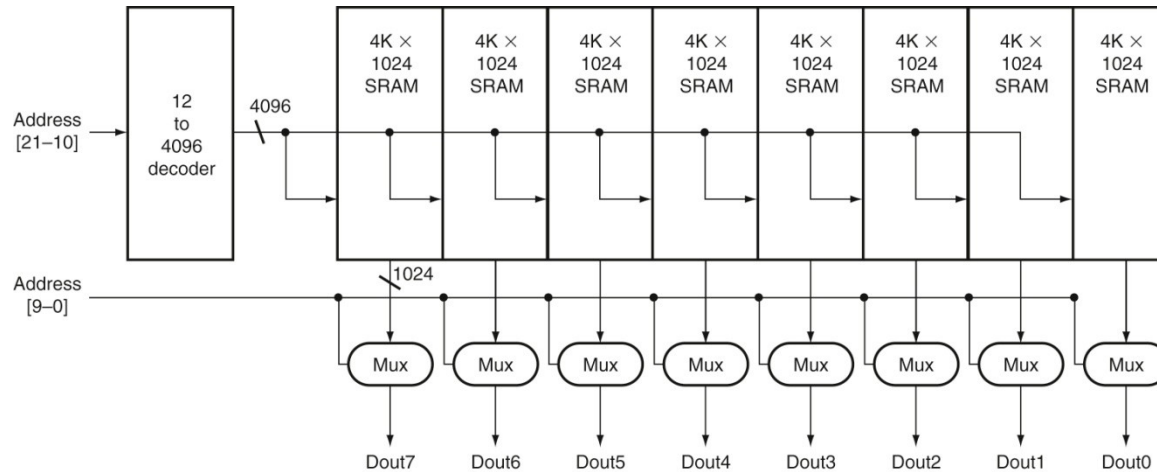 Address
[21–10]
12
to
4096
decoder
4096
4K ×
1024
SRAM
4K ×
1024
SRAM
4K ×
1024
SRAM
4K ×
1024
SRAM
4K ×
1024
SRAM
4K ×
1024
SRAM
4K ×
1024
SRAM
4K ×
1024
SRAM
Address
[9–0]
1024
Mux
Mux
Mux
Mux
Mux
Mux
Mux
Mux
Dout7
Dout6
Dout5
Dout4
Dout3
Dout2
Dout1
Dout0